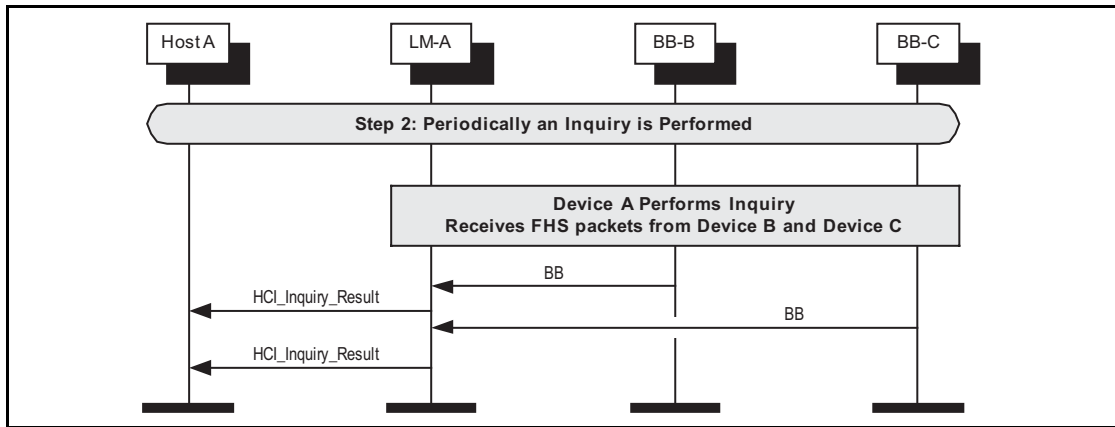 Host A
LM-A
BB-B
BB-C
Step 2: Periodically an Inquiry is Performed
Device A Performs Inquiry
Receives FHS packets from Device B and Device C
BB
HCI_Inquiry_Result
BB
HCI_Inquiry_Result